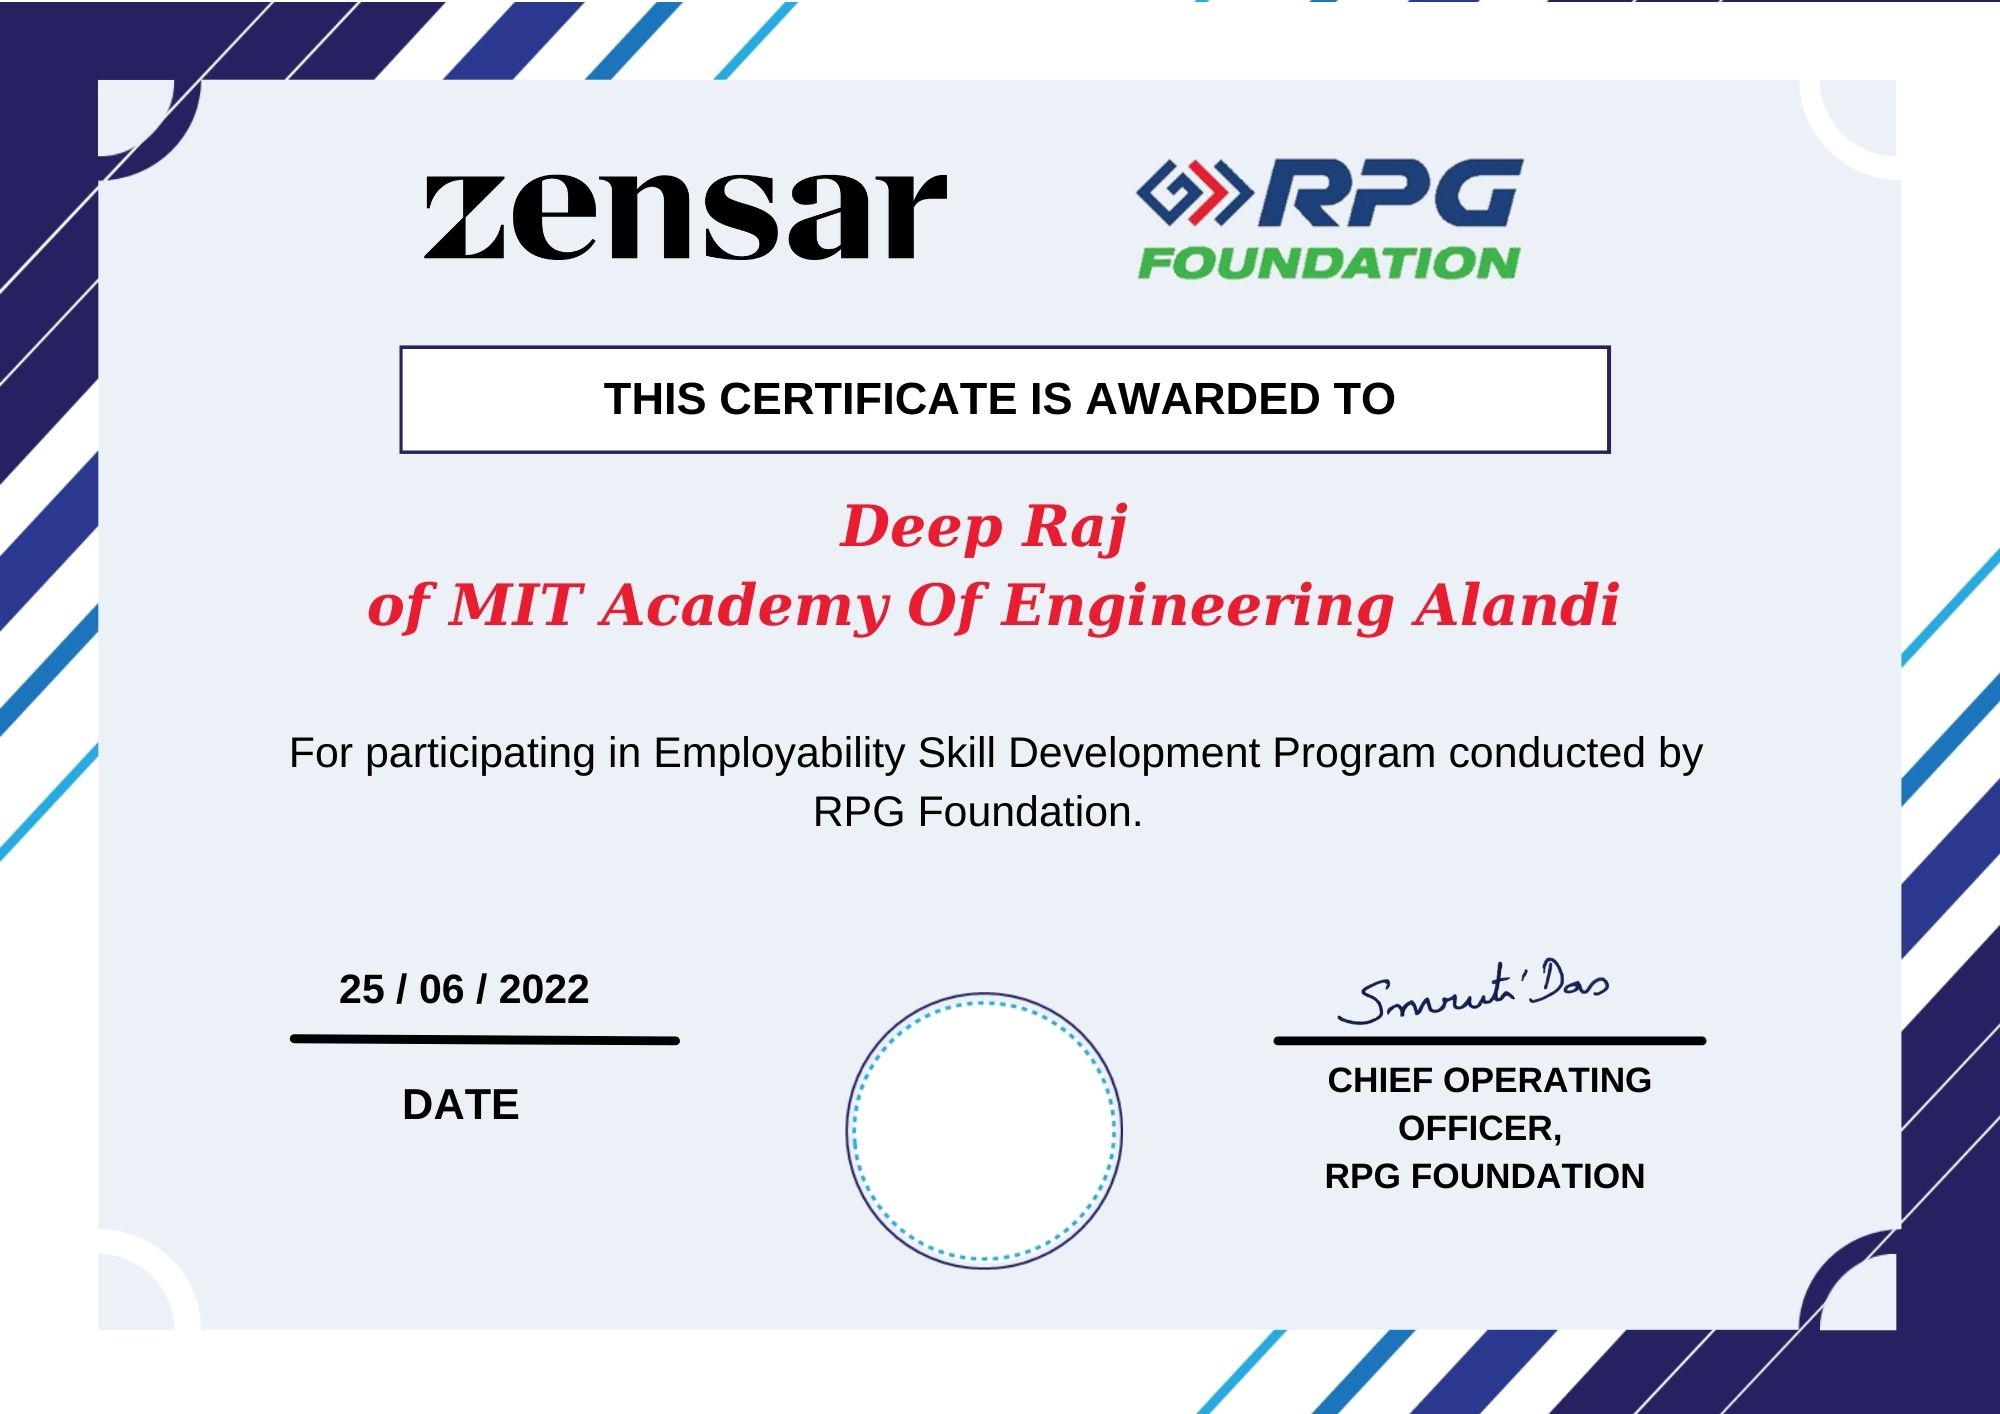 zensar
RPG
FOUNDATION
THIS CERTIFICATE IS AWARDED TO
Deep Raj
of MIT Academy Of Engineering Alandi
For participating in Employability Skill Development Program conducted by
RPG Foundation.
25 / 06 / 2022
DATE
Smruti Das
CHIEF OPERATING
OFFICER,
RPG FOUNDATION